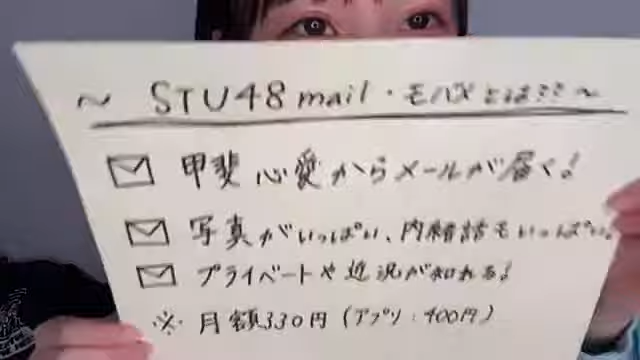 ～ STU48 mail・モバメとは?? ～
甲斐心愛からメールが届く!
写真がいっぱい、内緒話もいっぱい。
プライベートや近況が知れる!
※ 月額330円 (アプリ:400円)